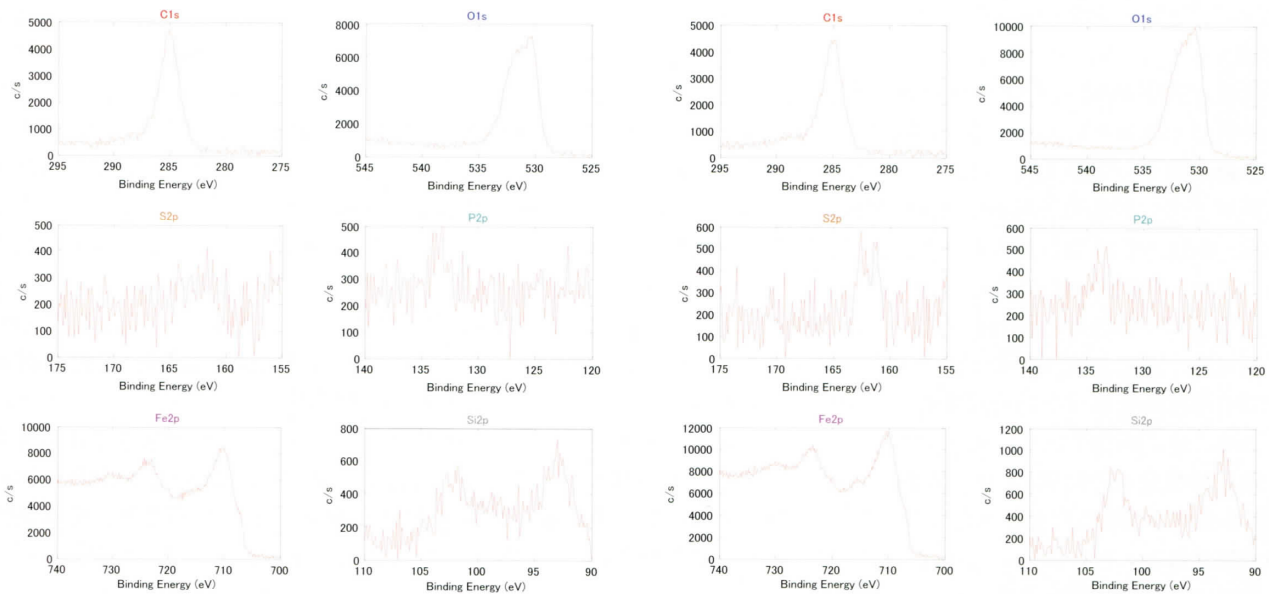 C1s
c/s
5000
4000
3000
2000
1000
0
295 290 285 280 275
Binding Energy (eV)
O1s
c/s
8000
6000
4000
2000
0
545 540 535 530 525
Binding Energy (eV)
C1s
c/s
5000
4000
3000
2000
1000
0
295 290 285 280 275
Binding Energy (eV)
O1s
c/s
10000
8000
6000
4000
2000
0
545 540 535 530 525
Binding Energy (eV)
S2p
c/s
500
400
300
200
100
0
175 170 165 160 155
Binding Energy (eV)
P2p
c/s
500
400
300
200
100
0
140 135 130 125 120
Binding Energy (eV)
S2p
c/s
600
500
400
300
200
100
0
175 170 165 160 155
Binding Energy (eV)
P2p
c/s
600
500
400
300
200
100
0
140 135 130 125 120
Binding Energy (eV)
Fe2p
c/s
10000
8000
6000
4000
2000
0
740 730 720 710 700
Binding Energy (eV)
Si2p
c/s
800
600
400
200
0
110 105 100 95 90
Binding Energy (eV)
Fe2p
c/s
12000
10000
8000
6000
4000
2000
0
740 730 720 710 700
Binding Energy (eV)
Si2p
c/s
1200
1000
800
600
400
200
0
110 105 100 95 90
Binding Energy (eV)